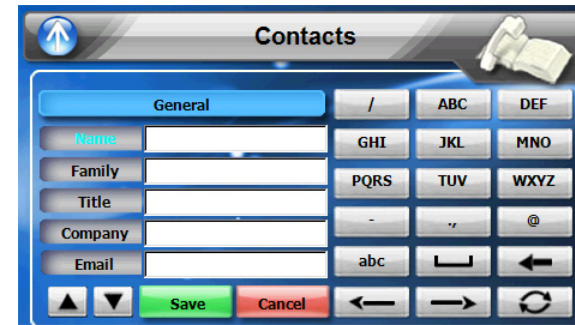 Contacts
General
/ ABC DEF
Name
GHI JKL MNO
Family
PQRS TUV WXYZ
Title
- ., @
Company
Email
abc
Save Cancel